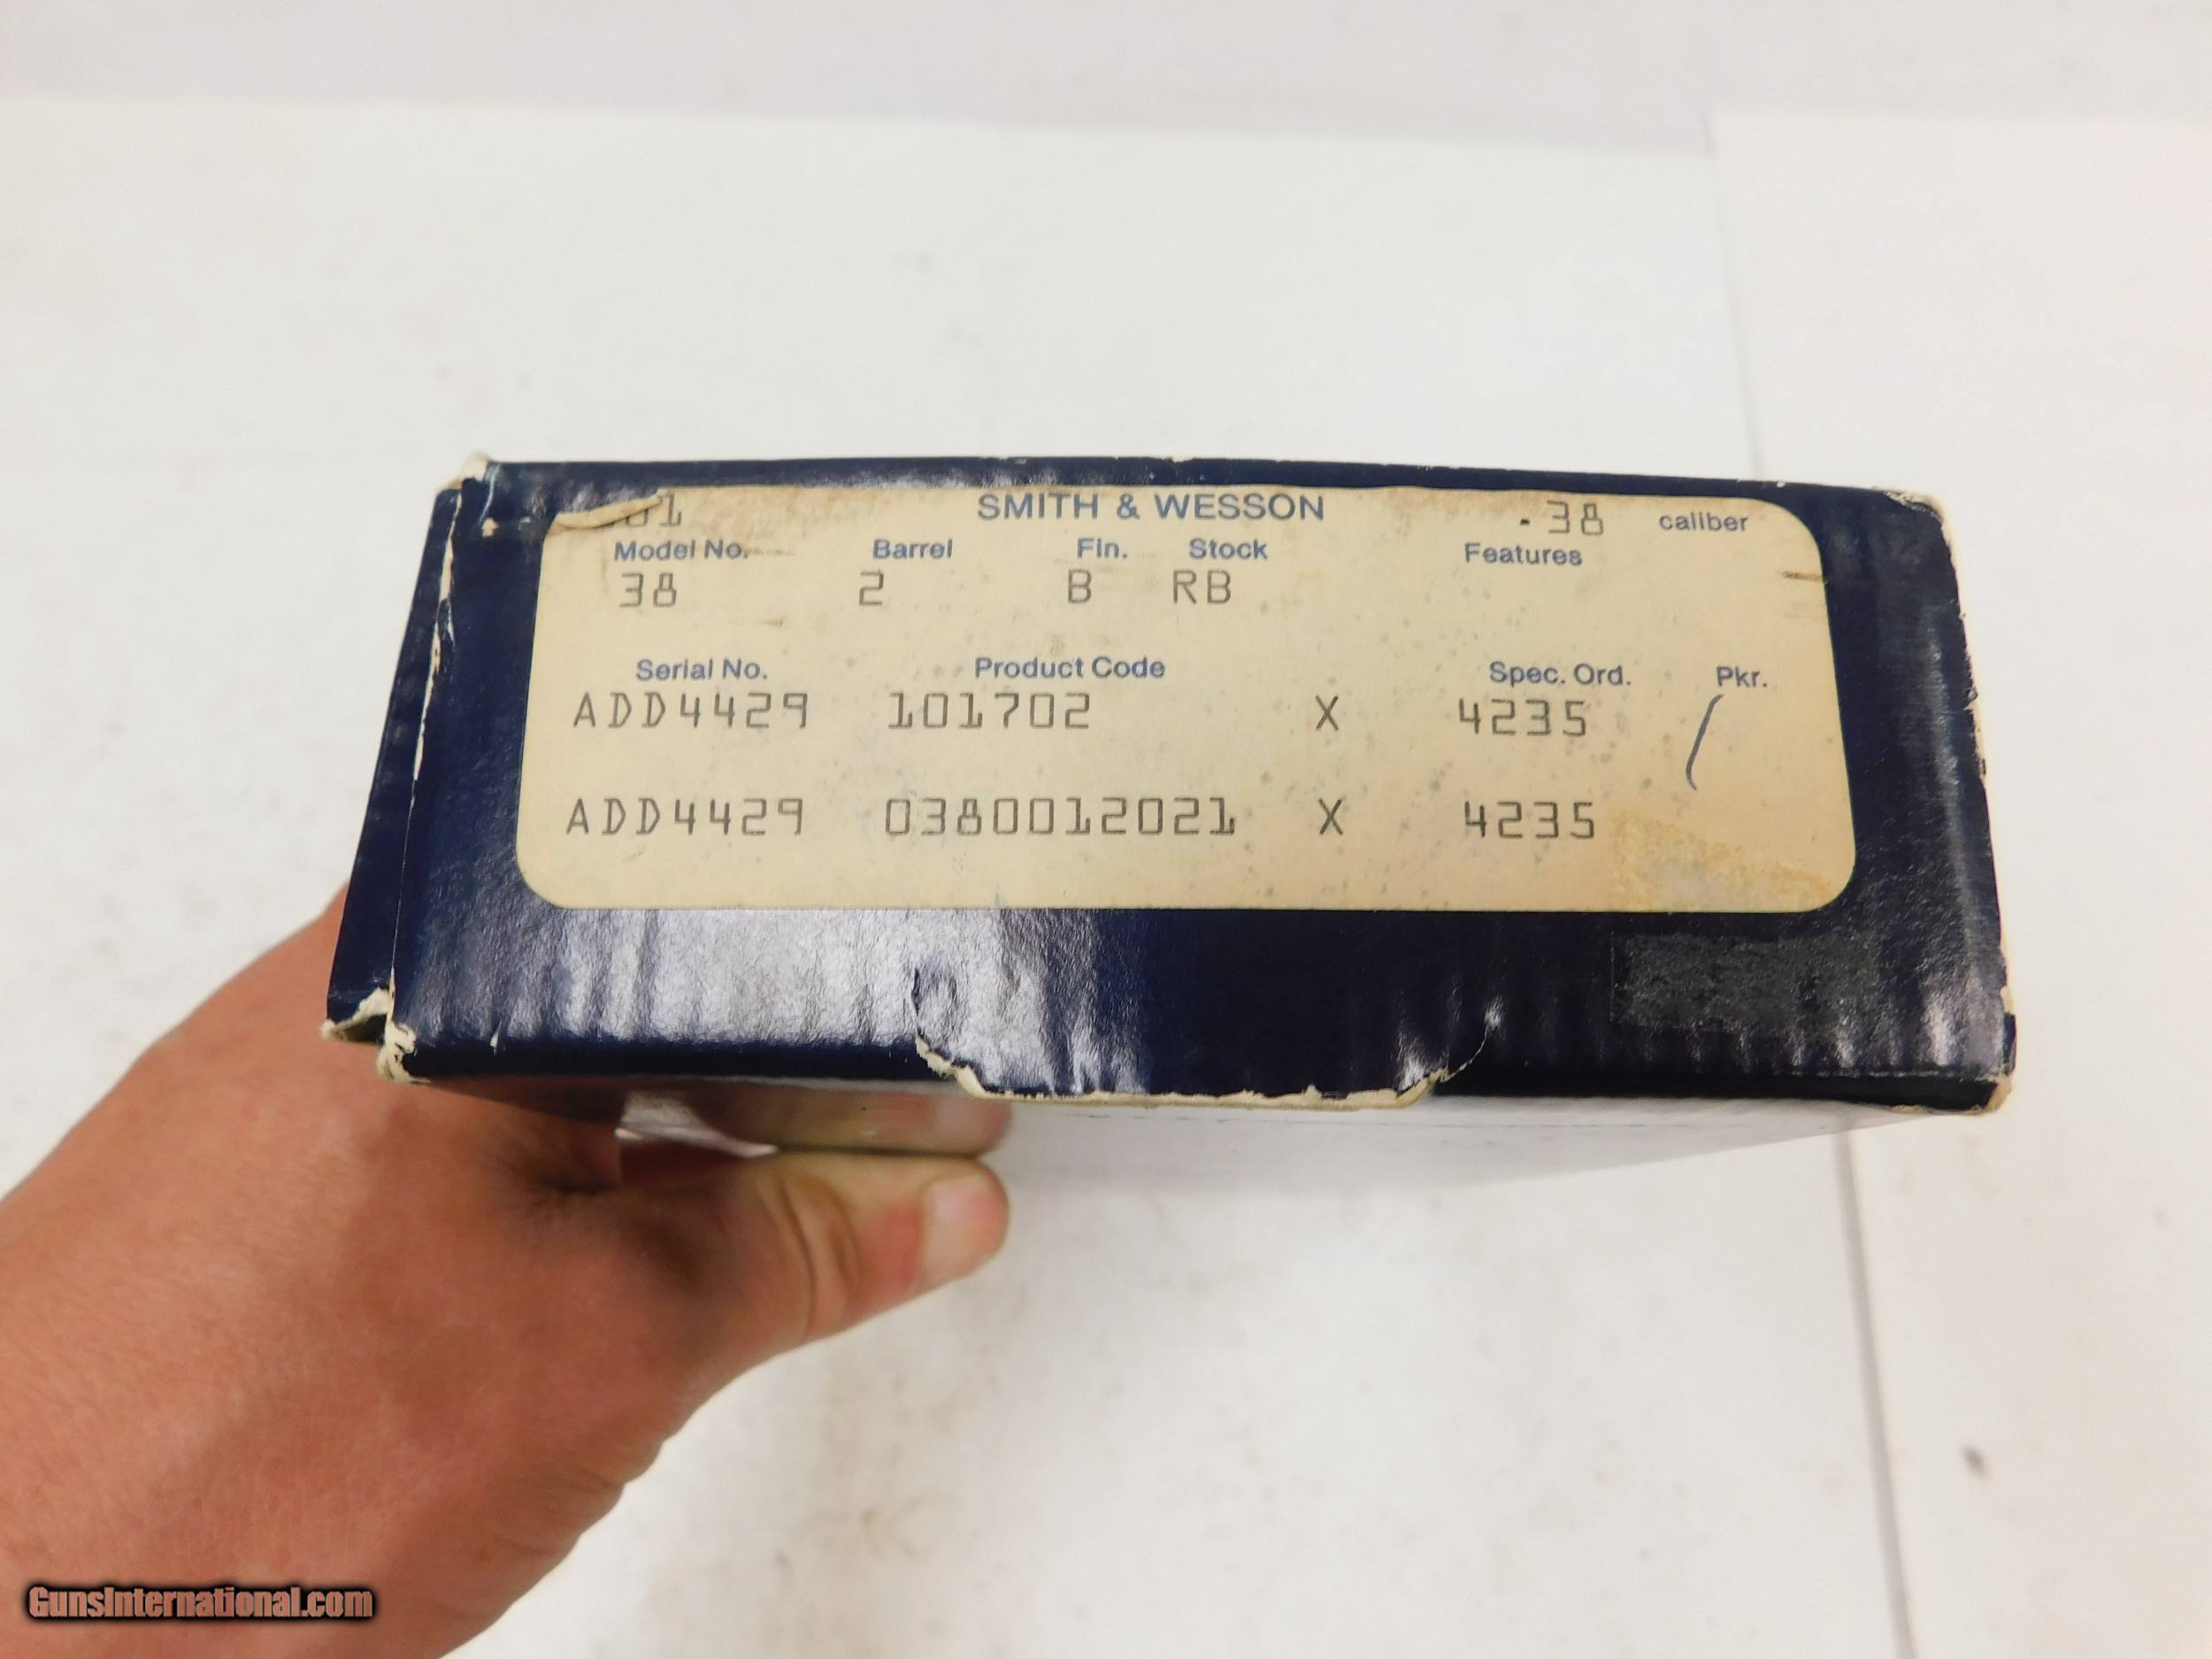 SMITH & WESSON .38 caliber
Model No. Barrel Fin. Stock Features
38 2 B RB
Serial No. Product Code Spec. Ord. Pkr.
ADD4429 101702 X 4235
ADD4429 0380012021 X 4235
GunsInternational.com